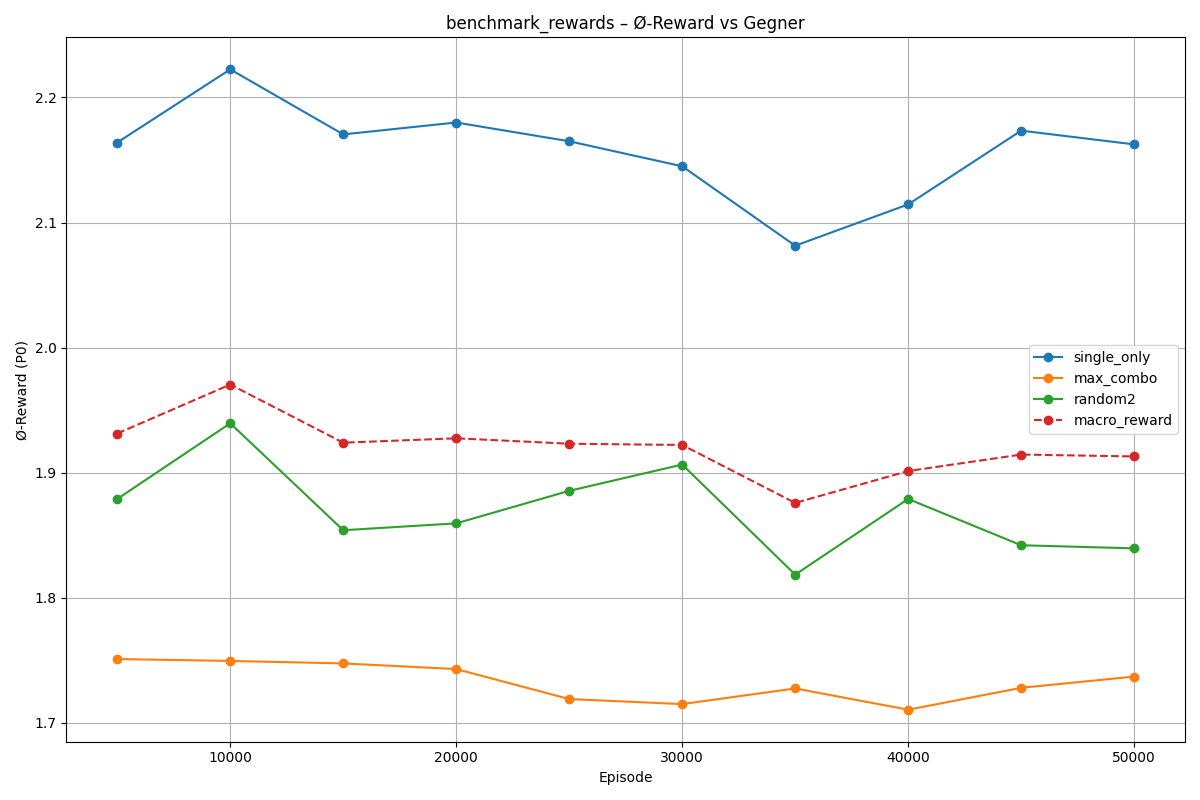 benchmark_rewards – Ø-Reward vs Gegner
Ø-Reward (P0)
2.2
2.1
2.0
1.9
1.8
1.7
single_only
max_combo
random2
macro_reward
10000
20000
30000
40000
50000
Episode